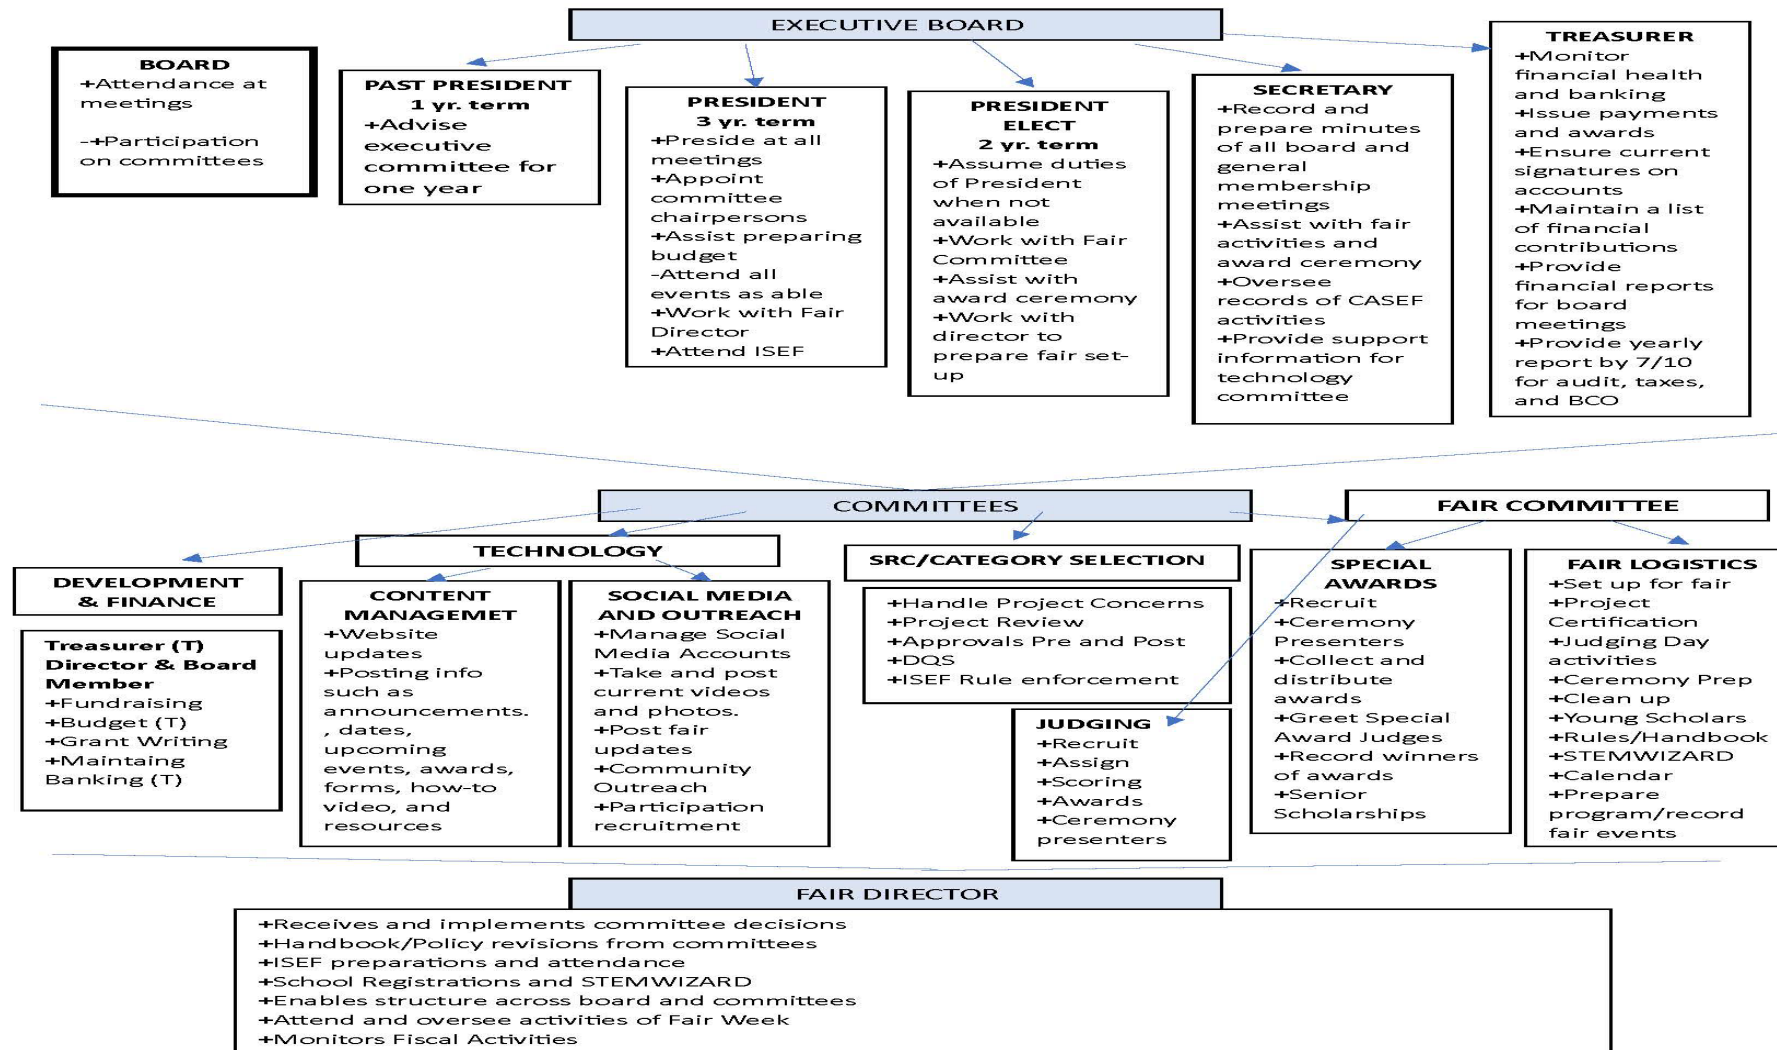 EXECUTIVE BOARD
BOARD
+Attendance at
meetings
-+Participation
on committees
PAST PRESIDENT
1 yr. term
+Advise
executive
committee for
one year
PRESIDENT
3 yr. term
+Preside at all
meetings
+Appoint
committee
chairpersons
+Assist preparing
budget
-Attend all
events as able
+Work with Fair
Director
+Attend ISEF
PRESIDENT
ELECT
2 yr. term
+Assume duties
of President
when not
available
+Work with Fair
Committee
+Assist with
award ceremony
+Work with
director to
prepare fair set-
up
SECRETARY
+Record and
prepare minutes
of all board and
general
membership
meetings
+Assist with fair
activities and
award ceremony
+Oversee
records of CASEF
activities
+Provide support
information for
technology
committee
TREASURER
+Monitor
financial health
and banking
+Issue payments
and awards
+Ensure current
signatures on
accounts
+Maintain a list
of financial
contributions
+Provide
financial reports
for board
meetings
+Provide yearly
report by 7/10
for audit, taxes,
and BCO
COMMITTEES
DEVELOPMENT
& FINANCE
Treasurer (T)
Director & Board
Member
+Fundraising
+Budget (T)
+Grant Writing
+Maintaing
Banking (T)
TECHNOLOGY
CONTENT
MANAGEMET
+Website
updates
+Posting info
such as
announcements.
, dates,
upcoming
events, awards,
forms, how-to
video, and
resources
SOCIAL MEDIA
AND OUTREACH
+Manage Social
Media Accounts
+Take and post
current videos
and photos.
+Post fair
updates
+Community
Outreach
+Participation
recruitment
SRC/CATEGORY SELECTION
+Handle Project Concerns
+Project Review
+Approvals Pre and Post
+DQS
+ISEF Rule enforcement
FAIR COMMITTEE
JUDGING
+Recruit
+Assign
+Scoring
+Awards
+Ceremony
presenters
SPECIAL
AWARDS
+Recruit
+Ceremony
Presenters
+Collect and
distribute
awards
+Greet Special
Award Judges
+Record winners
of awards
+Senior
Scholarships
FAIR LOGISTICS
+Set up for fair
+Project
Certification
+Judging Day
activities
+Ceremony Prep
+Clean up
+Young Scholars
+Rules/Handbook
+STEMWIZARD
+Calendar
+Prepare
program/record
fair events
FAIR DIRECTOR
+Receives and implements committee decisions
+Handbook/Policy revisions from committees
+ISEF preparations and attendance
+School Registrations and STEMWIZARD
+Enables structure across board and committees
+Attend and oversee activities of Fair Week
+Monitors Fiscal Activities